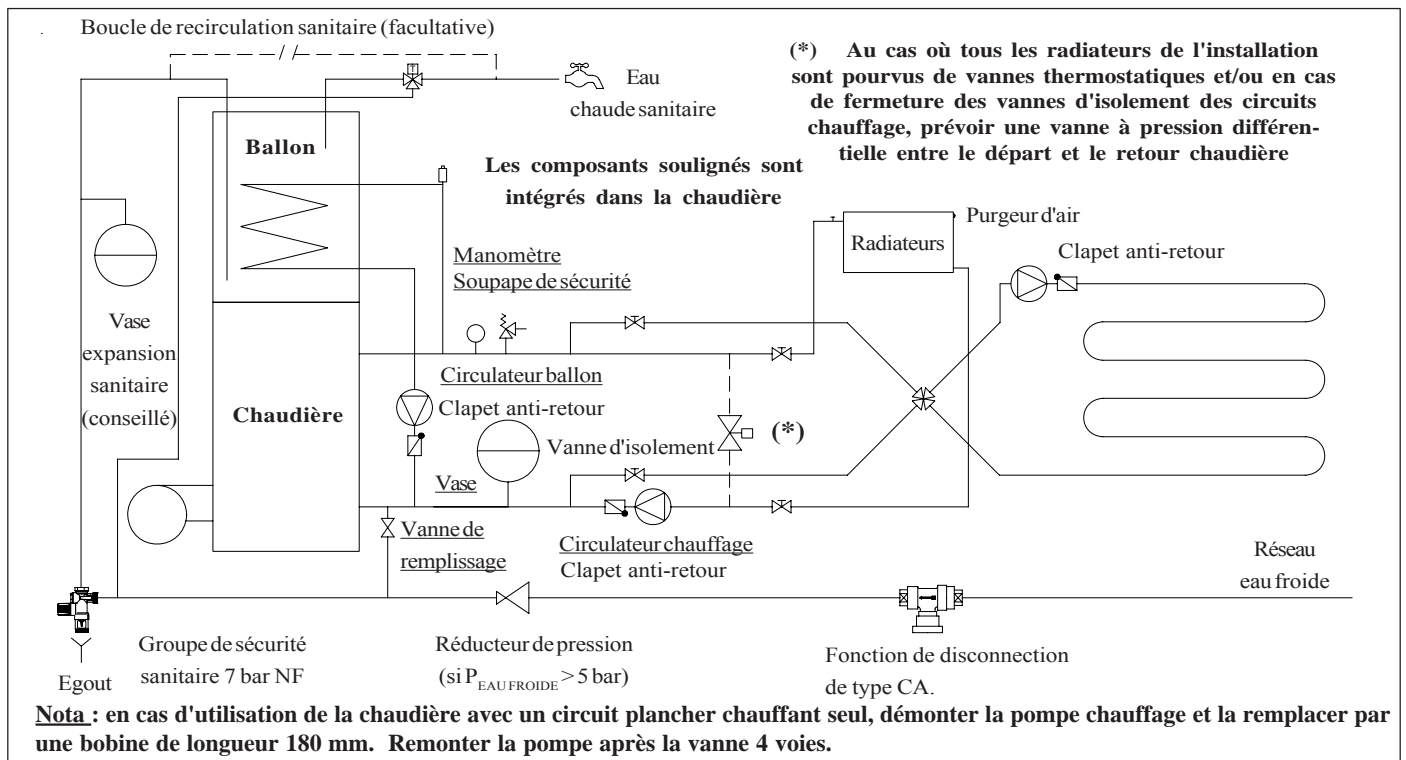 Boucle de recirculation sanitaire (facultative)
(*) Au cas où tous les radiateurs de l'installation
sont pourvus de vannes thermostatiques et/ou en cas
de fermeture des vannes d'isolement des circuits
chauffage, prévoir une vanne à pression différen-
tielle entre le départ et le retour chaudière
Eau
chaude sanitaire
Ballon
Les composants soulignés sont
intégrés dans la chaudière
Radiateurs
Purgeur d'air
Clapet anti-retour
Manomètre
Soupape de sécurité
Vase
expansion
sanitaire
(conseillé)
Circulateur ballon
Clapet anti-retour
Chaudière
Vanne d'isolement
(*)
Vase
Vanne de
remplissage
Circulateur chauffage
Clapet anti-retour
Réseau
eau froide
Egout
Groupe de sécurité
sanitaire 7 bar NF
Réducteur de pression
(si P EAU FROIDE > 5 bar)
Fonction de disconnection
de type CA.
Nota : en cas d'utilisation de la chaudière avec un circuit plancher chauffant seul, démonter la pompe chauffage et la remplacer par
une bobine de longueur 180 mm. Remonter la pompe après la vanne 4 voies.